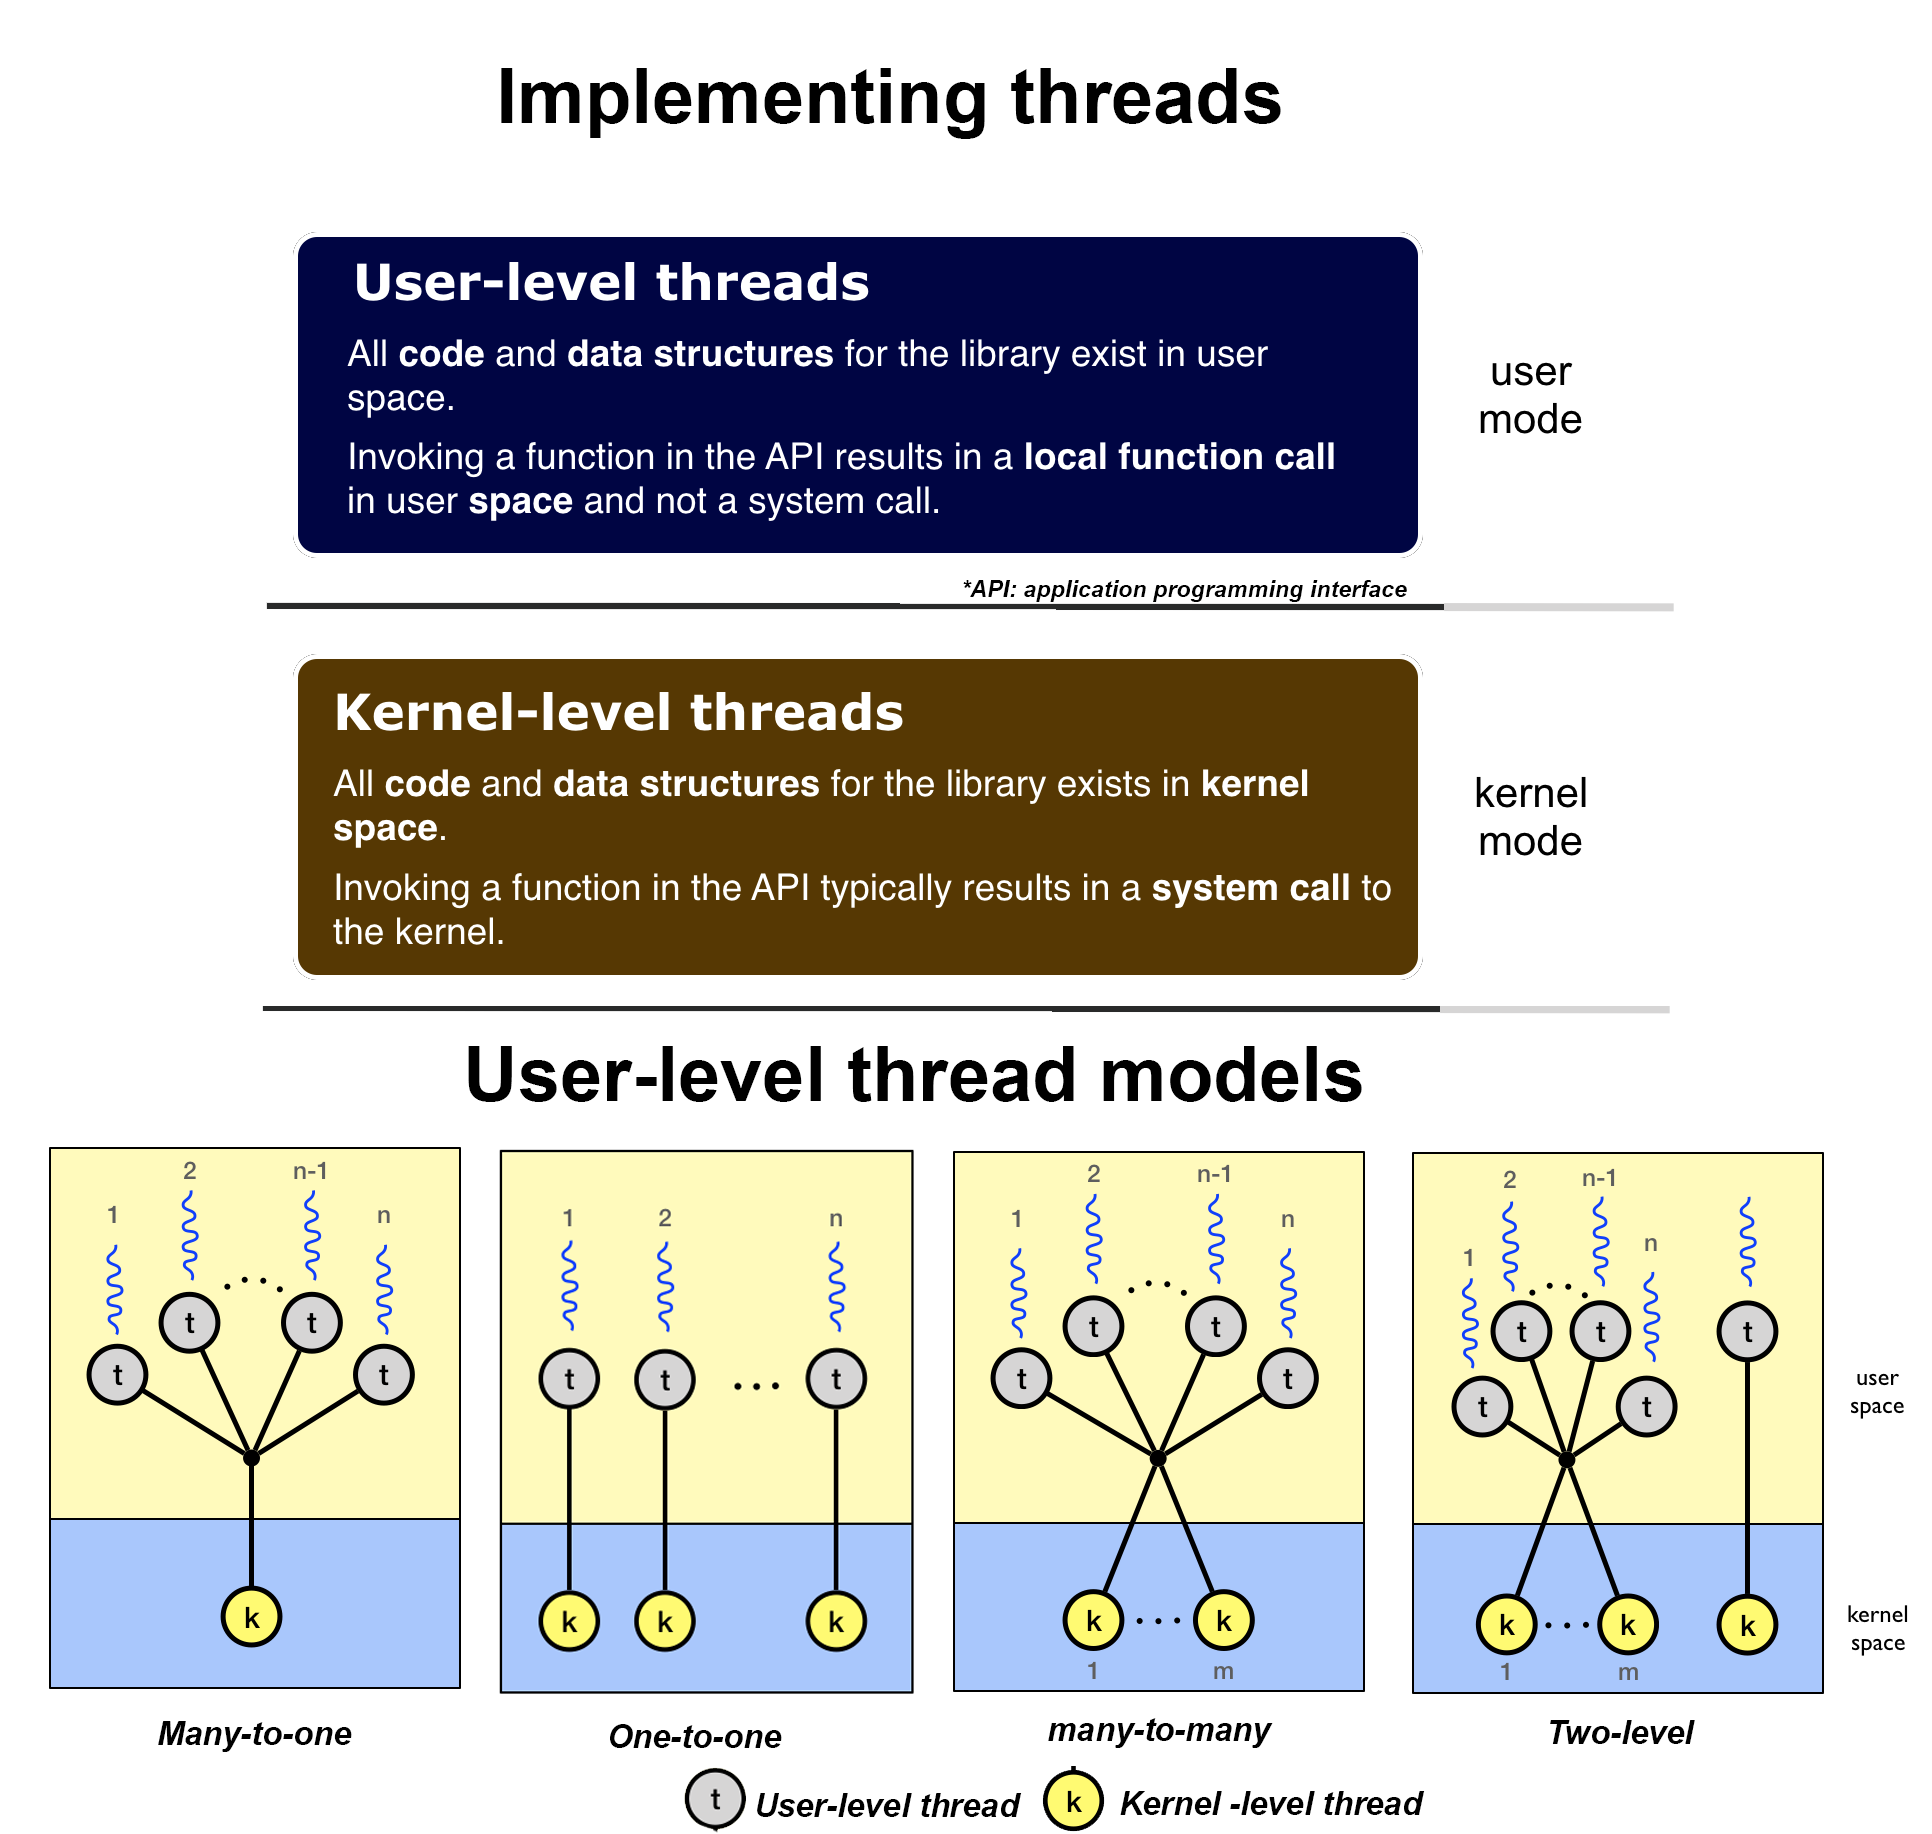 Implementing threads
User-level threads
All code and data structures for the library exist in user
space.
Invoking a function in the API results in a local function call
in user space and not a system call.
user
mode
*API: application programming interface
Kernel-level threads
All code and data structures for the library exists in kernel
space.
Invoking a function in the API typically results in a system call to
the kernel.
kernel
mode
User-level thread models
1
2
n-1
n
t
t
t
t
k
Many-to-one
1
2
n
t
t
t
k
k
k
One-to-one
1
2
n-1
n
t
t
t
t
k
k
1
m
many-to-many
1
2
n-1
n
t
t
t
t
t
k
k
k
1
m
Two-level
user
space
kernel
space
t
User-level thread
k
Kernel -level thread